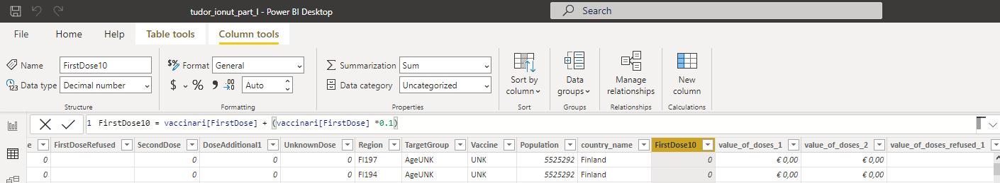 tudor_ionut_part_I - Power BI Desktop
Search
File Home Help Table tools Column tools
Name FirstDose10
Data type Decimal number
Structure
$% Format General
$ % 9 .00 Auto
Formatting
Summarization Sum
Data category Uncategorized
Properties
Sort by
column
Sort
Data
groups
Groups
Manage
relationships
Relationships
New
column
Calculations
1 FirstDose10 = vaccinari[FirstDose] + (vaccinari[FirstDose] *0.1)
e FirstDoseRefused SecondDose DoseAdditional1 UnknownDose Region TargetGroup Vaccine Population country_name FirstDose10 value_of_doses_1 value_of_doses_2 value_of_doses_refused_1
0 0 0 0 FI197 AgeUNK UNK 5525292 Finland 0 € 0,00 € 0,00
0 0 0 0 FI194 AgeUNK UNK 5525292 Finland 0 € 0,00 € 0,00